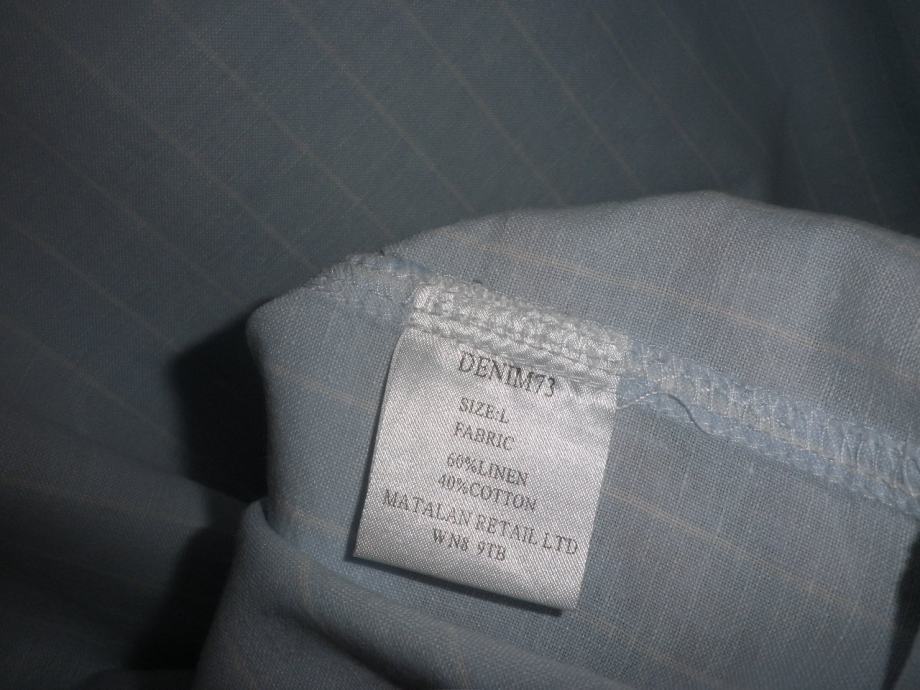 DENIM73
SIZE:L
FABRIC
60%LINEN
40%COTTON
MATALAN RETAIL LTD
WN8 9TB